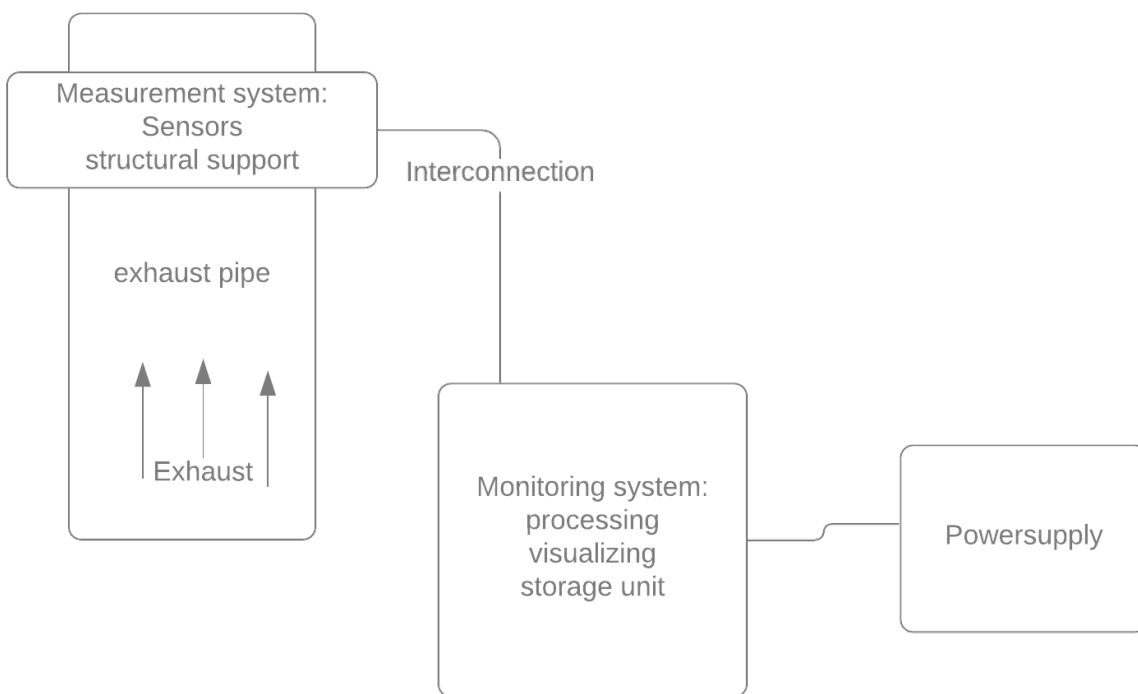 Measurement system:
Sensors
structural support
Interconnection
exhaust pipe
Exhaust
Monitoring system:
processing
visualizing
storage unit
Powersupply